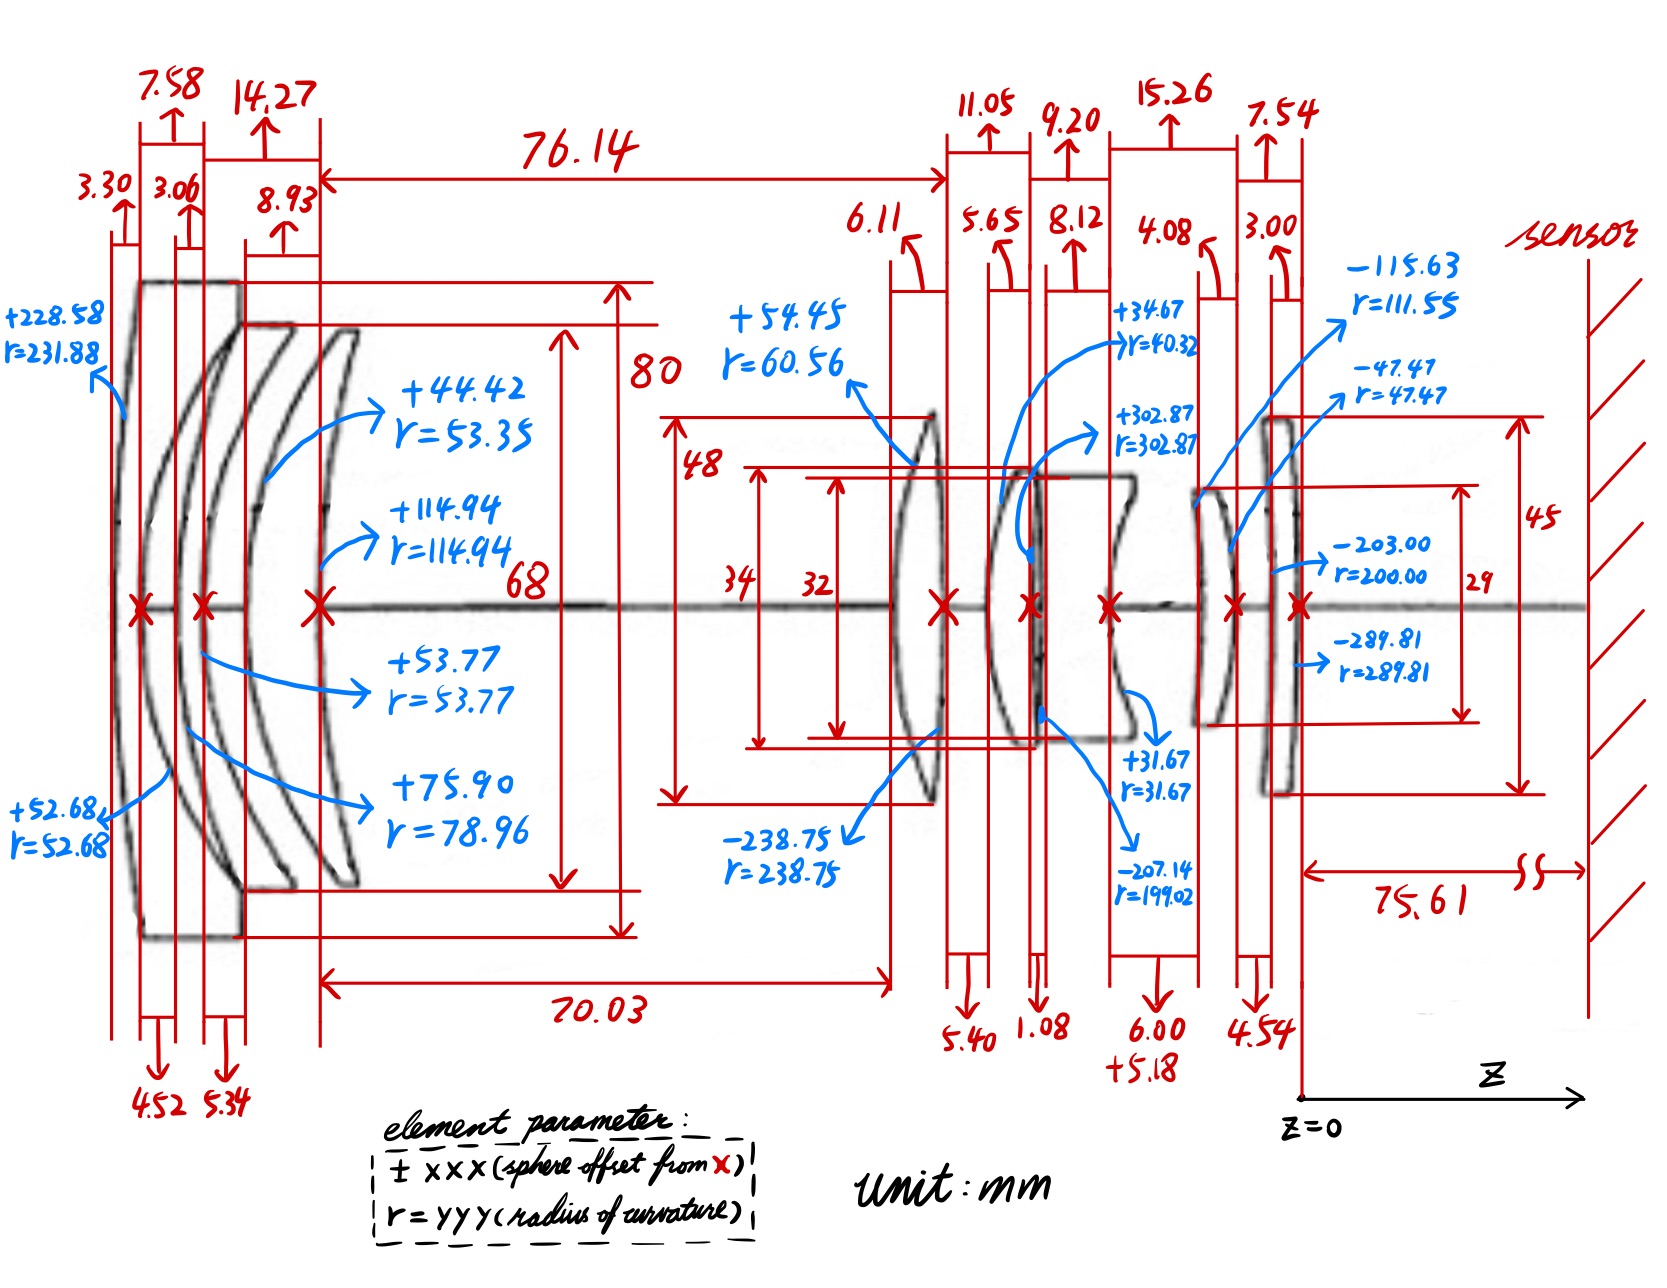 7.58
14.27
76.14
11.05
9.20
15.26
7.54
3.30
3.06
8.93
6.11
5.65
8.12
4.08
3.00
sensor
+228.58
r=231.88
+54.45
r=60.56
+34.67
r=40.32
-115.63
r=111.55
-47.47
r=47.47
80
+44.42
r=53.35
+302.87
r=302.87
48
45
+114.94
r=114.94
68
34
32
-203.00
r=200.00
29
+53.77
r=53.77
-289.81
r=289.81
+52.68
r=52.68
+75.90
r=78.96
-238.75
r=238.75
+31.67
r=31.67
-207.14
r=199.02
75.61
70.03
5.40
1.08
6.00
+5.18
4.54
4.52
5.34
z
z=0
element parameter:
± xxx (sphere offset from x)
r = yyy (radius of curvature)
unit: mm